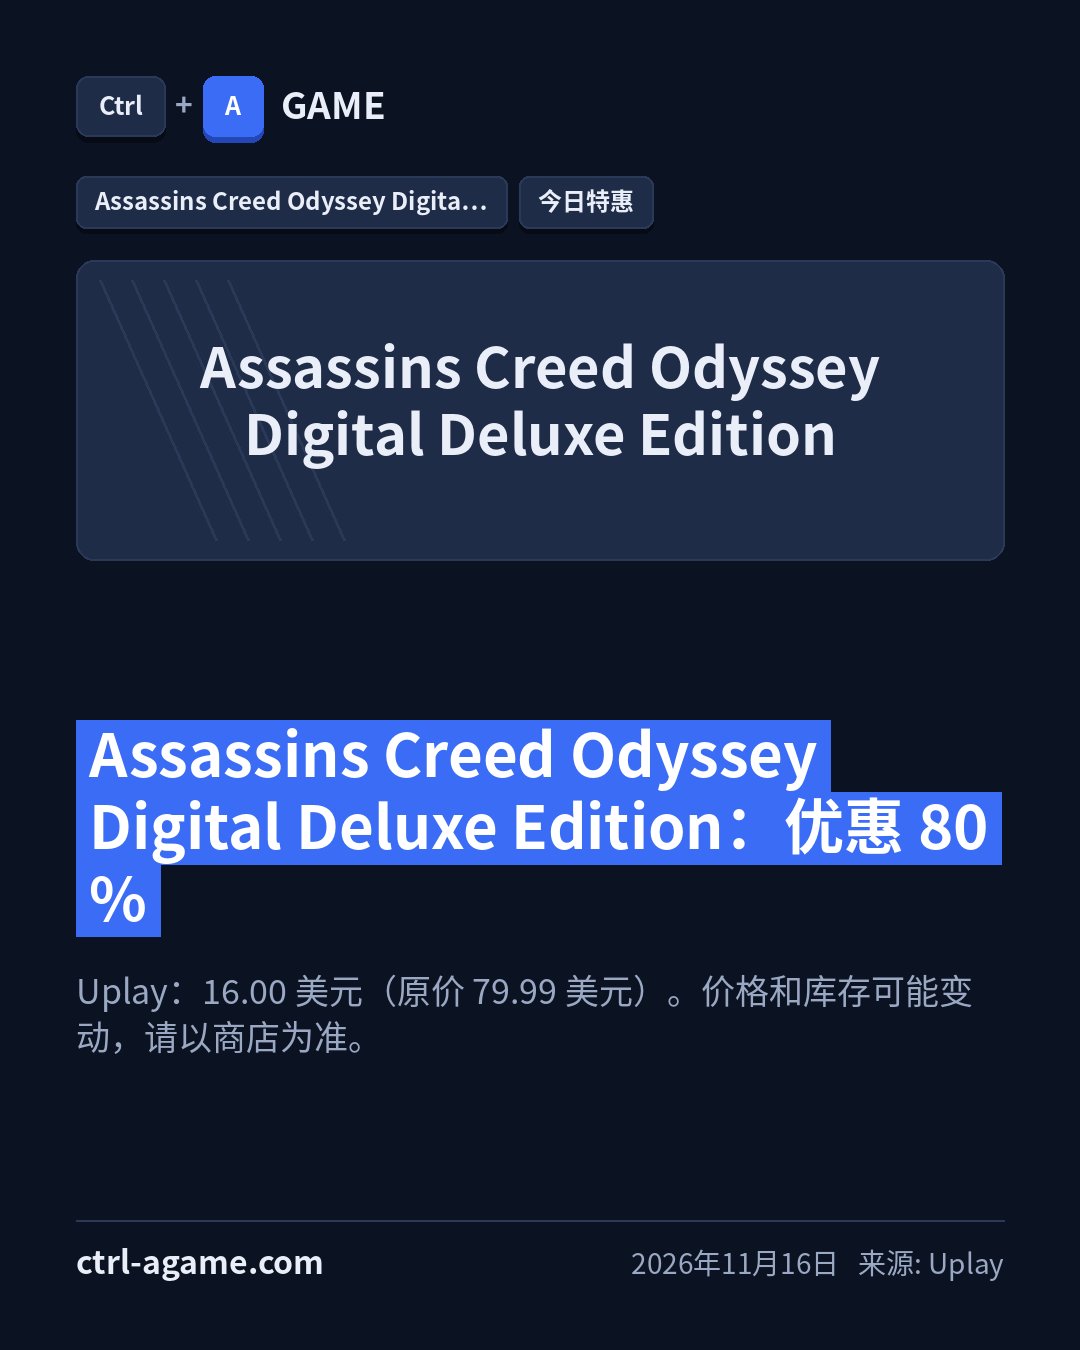 Ctrl + A GAME
Assassins Creed Odyssey Digita… 今日特惠
Assassins Creed Odyssey
Digital Deluxe Edition
Assassins Creed Odyssey
Digital Deluxe Edition：优惠 80
%
Uplay：16.00 美元（原价 79.99 美元）。价格和库存可能变
动，请以商店为准。
ctrl-agame.com 2026年11月16日 来源: Uplay